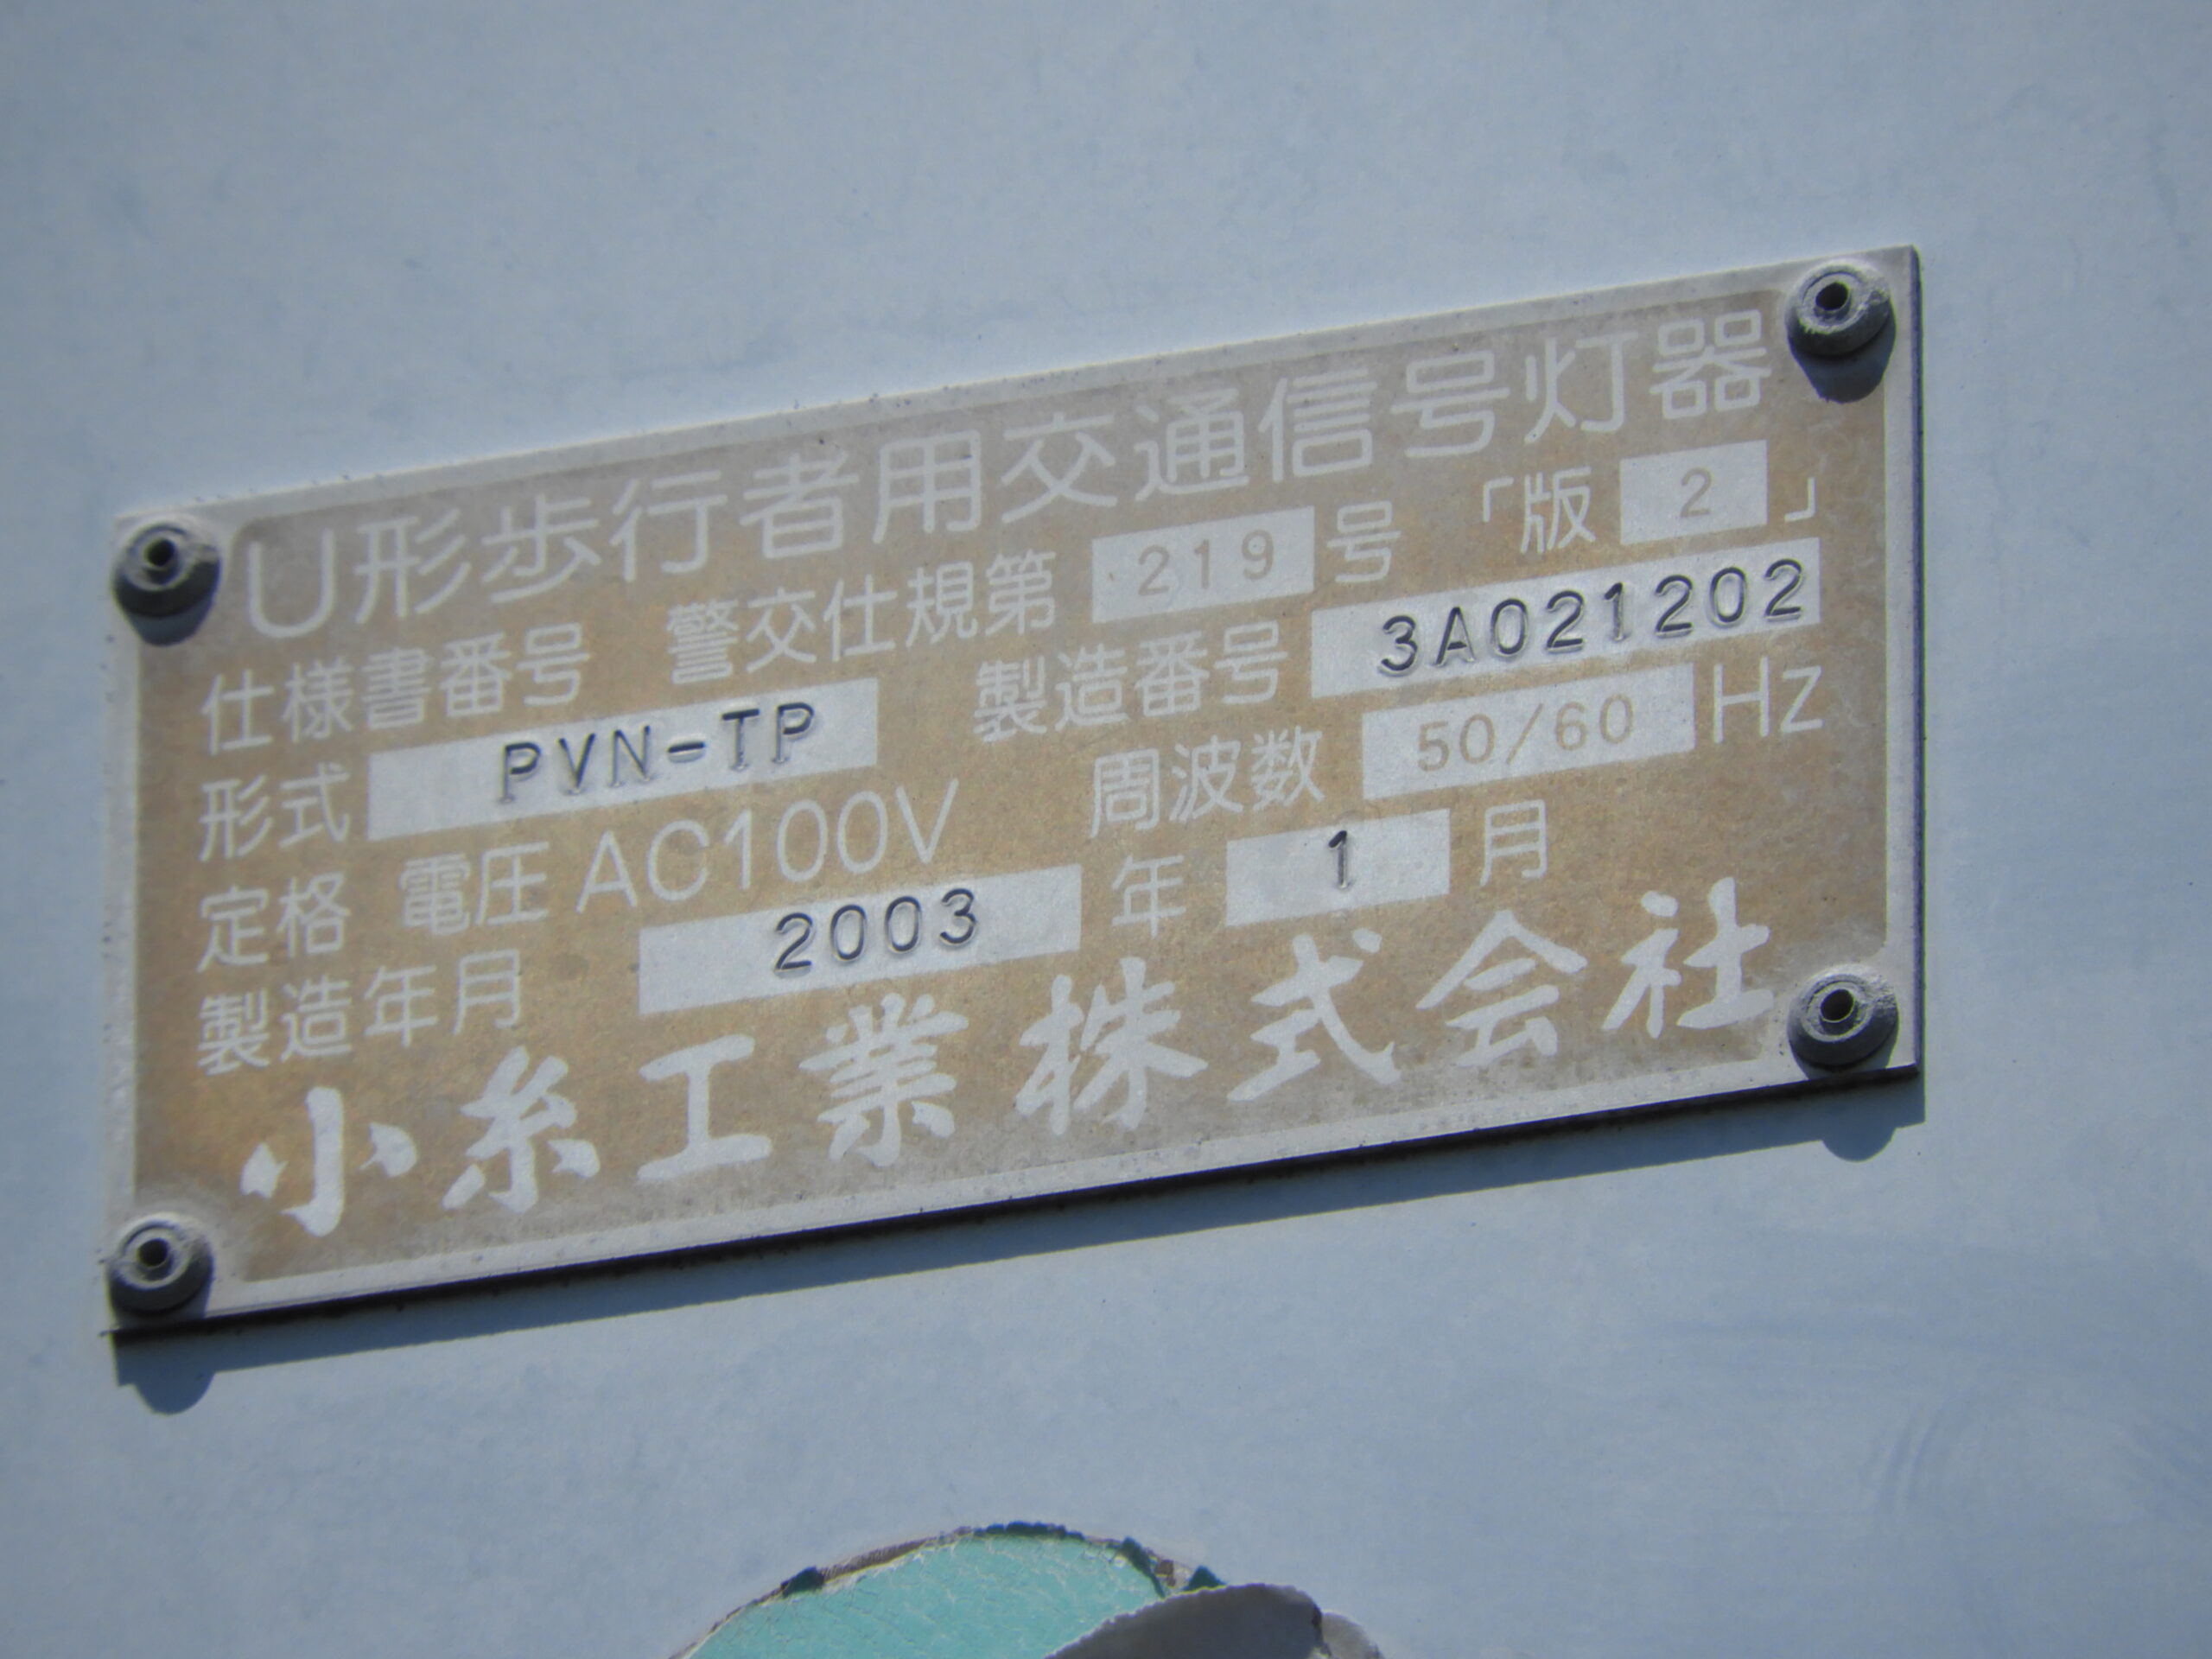 U形歩行者用交通信号灯器
仕様書番号 警交仕規第 219 号 「版 2 」
形式 PVN-TP 製造番号 3A021202
定格 電圧 AC100V 周波数 50/60 Hz
製造年月 2003 年 1 月
小糸工業株式会社